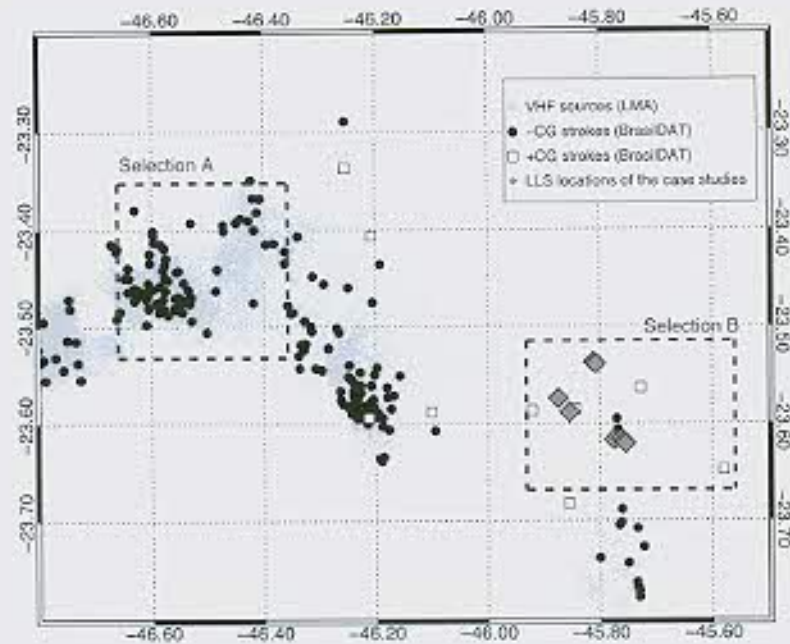 −46.60 −46.40 −46.20 −46.00 −45.80 −45.60
VHF sources (LMA)
−CG strokes (BrasilDAT)
+CG strokes (BrasilDAT)
LLS locations of the case studies
Selection A
Selection B
−23.30
−23.40
−23.50
−23.60
−23.70
−23.30
−23.40
−23.50
−23.60
−23.70
−46.60 −46.40 −46.20 −46.00 −45.80 −45.60